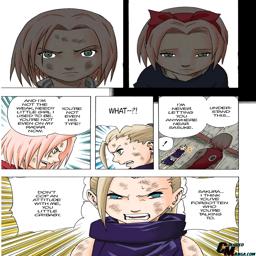 UNDER-
STAND
THIS...
I'M
NEVER
LETTING
YOU
ANYWHERE
NEAR
SASUKE.
WHAT--?!
YOU'RE
NOT EVEN
HIS
TYPE!
AND I'M
NOT THE
WEAK, NEEDY
LITTLE GIRL
I USED TO BE.
YOU'RE NOT
EVEN ON
MY RADAR
NOW.
SAKURA...
I THINK
YOU'VE
FORGOTTEN
WHO
YOU'RE
TALKING
TO.
DON'T
COP AN
ATTITUDE
WITH ME,
YOU
LITTLE
CRYBABY.